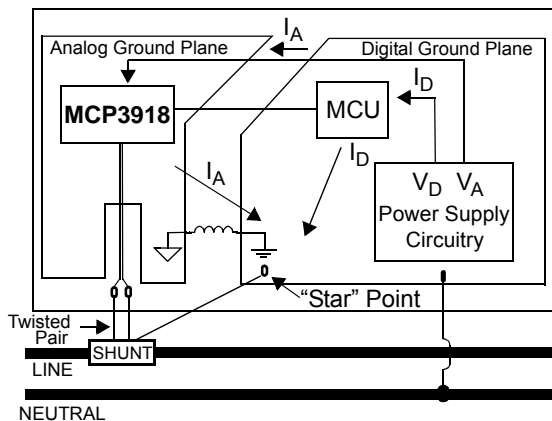 I_A
Analog Ground Plane
Digital Ground Plane
I_D
MCP3918
MCU
I_D
I_A
V_D V_A
Power Supply
Circuitry
"Star" Point
Twisted
Pair
SHUNT
LINE
NEUTRAL